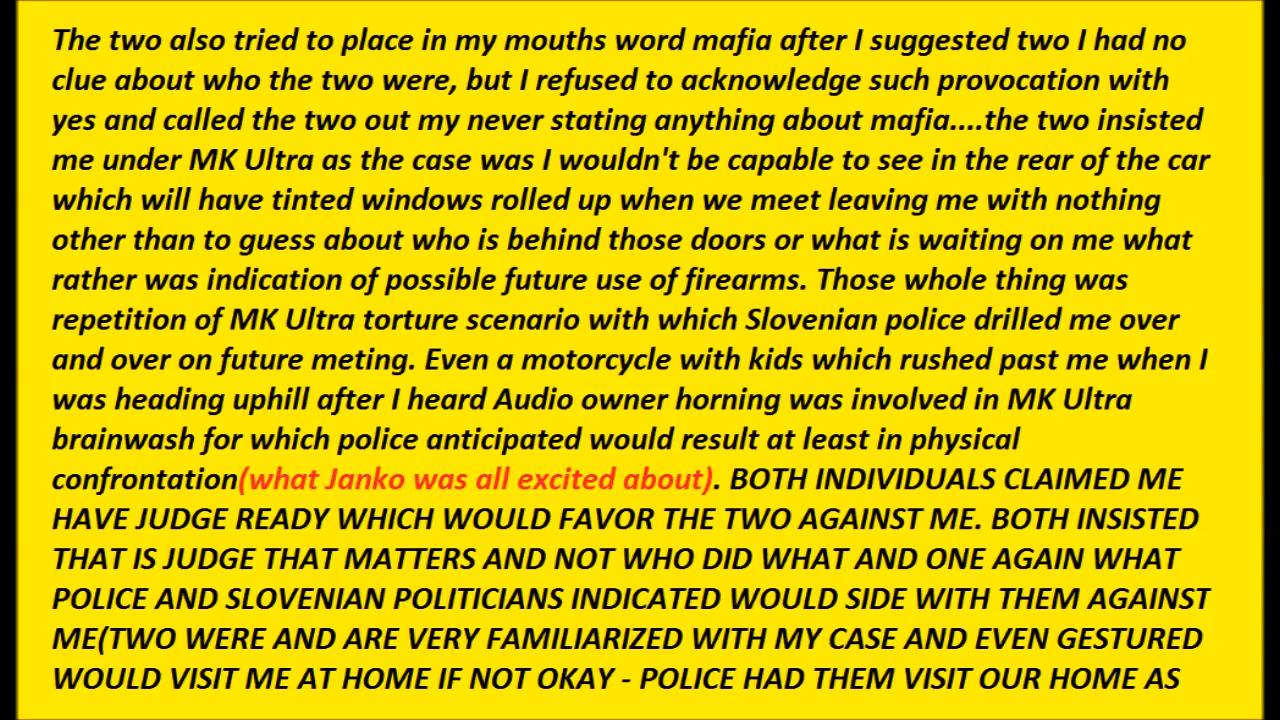 The two also tried to place in my mouths word mafia after I suggested two I had no
clue about who the two were, but I refused to acknowledge such provocation with
yes and called the two out my never stating anything about mafia....the two insisted
me under MK Ultra as the case was I wouldn't be capable to see in the rear of the car
which will have tinted windows rolled up when we meet leaving me with nothing
other than to guess about who is behind those doors or what is waiting on me what
rather was indication of possible future use of firearms. Those whole thing was
repetition of MK Ultra torture scenario with which Slovenian police drilled me over
and over on future meting. Even a motorcycle with kids which rushed past me when I
was heading uphill after I heard Audio owner horning was involved in MK Ultra
brainwash for which police anticipated would result at least in physical
confrontation(what Janko was all excited about). BOTH INDIVIDUALS CLAIMED ME
HAVE JUDGE READY WHICH WOULD FAVOR THE TWO AGAINST ME. BOTH INSISTED
THAT IS JUDGE THAT MATTERS AND NOT WHO DID WHAT AND ONE AGAIN WHAT
POLICE AND SLOVENIAN POLITICIANS INDICATED WOULD SIDE WITH THEM AGAINST
ME(TWO WERE AND ARE VERY FAMILIARIZED WITH MY CASE AND EVEN GESTURED
WOULD VISIT ME AT HOME IF NOT OKAY - POLICE HAD THEM VISIT OUR HOME AS